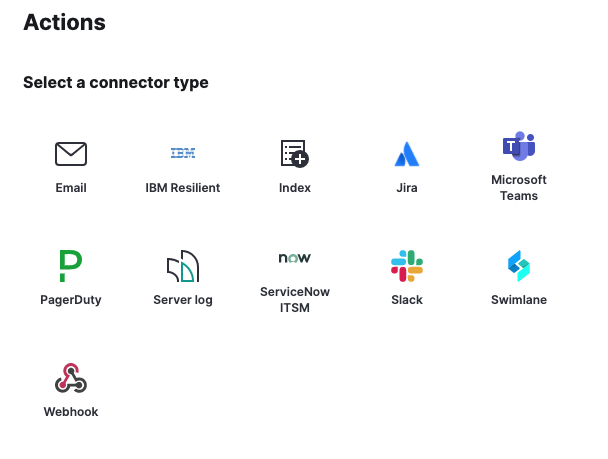 Actions
Select a connector type
IBM
T
Email
IBM Resilient
Index
Jira
Microsoft
Teams
now
PagerDuty
Server log
ServiceNow
ITSM
Slack
Swimlane
Webhook